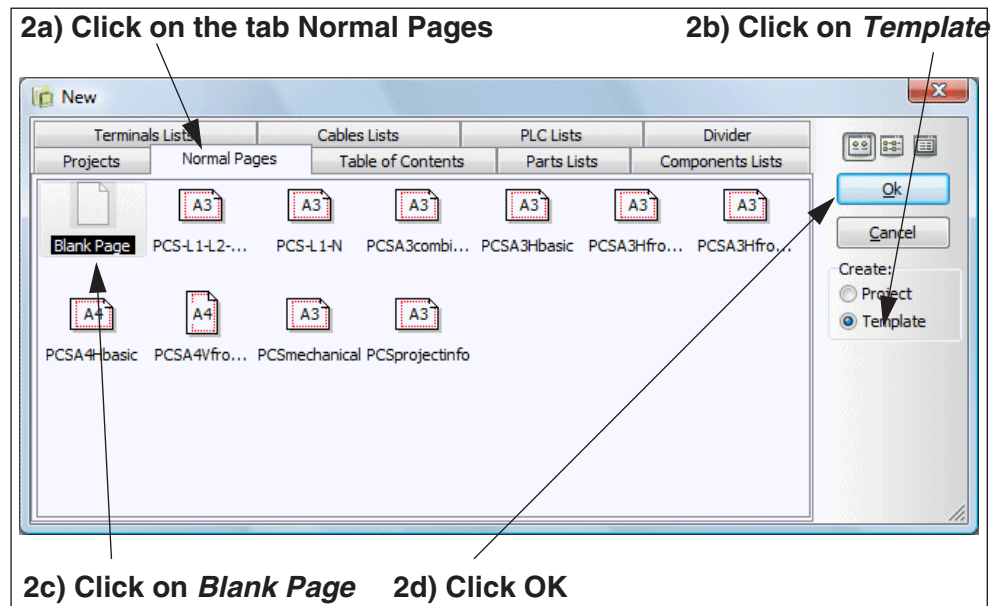 2a) Click on the tab Normal Pages
2b) Click on Template
New
Terminals Lists Cables Lists PLC Lists Divider
Projects Normal Pages Table of Contents Parts Lists Components Lists
A3 A3 A3 A3 A3 A3
Blank Page PCS-L1-L2-... PCS-L1-N PCSA3combi... PCSA3Hbasic PCSA3Hfro... PCSA3Hfro...
A4 A4 A3 A3
PCSA4Hbasic PCSA4Vfro... PCSmechanical PCSprojectinfo
Ok
Cancel
Create:
Project
Template
2c) Click on Blank Page 2d) Click OK